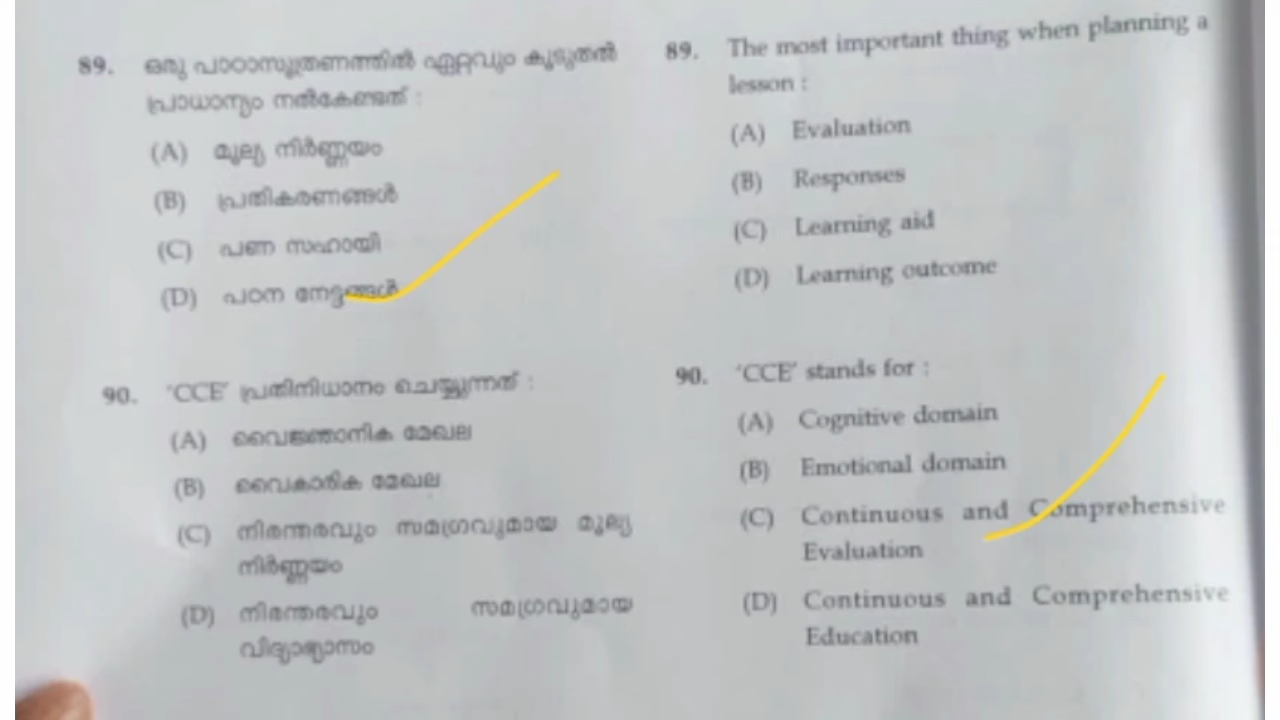 89. ഒരു പാഠാസൂത്രണത്തിൽ ഏറ്റവും കൂടുതൽ
പ്രാധാന്യം നൽകേണ്ടത് :
(A) മൂല്യ നിർണ്ണയം
(B) പ്രതികരണങ്ങൾ
(C) പണ സഹായി
(D) പഠന നേട്ടങ്ങൾ
90. 'CCE' പ്രതിനിധാനം ചെയ്യുന്നത് :
(A) വൈജ്ഞാനിക മേഖല
(B) വൈകാരിക മേഖല
(C) നിരന്തരവും സമഗ്രവുമായ മൂല്യ
നിർണ്ണയം
(D) നിരന്തരവും സമഗ്രവുമായ
വിദ്യാഭ്യാസം
89. The most important thing when planning a
lesson :
(A) Evaluation
(B) Responses
(C) Learning aid
(D) Learning outcome
90. 'CCE' stands for :
(A) Cognitive domain
(B) Emotional domain
(C) Continuous and Comprehensive
Evaluation
(D) Continuous and Comprehensive
Education